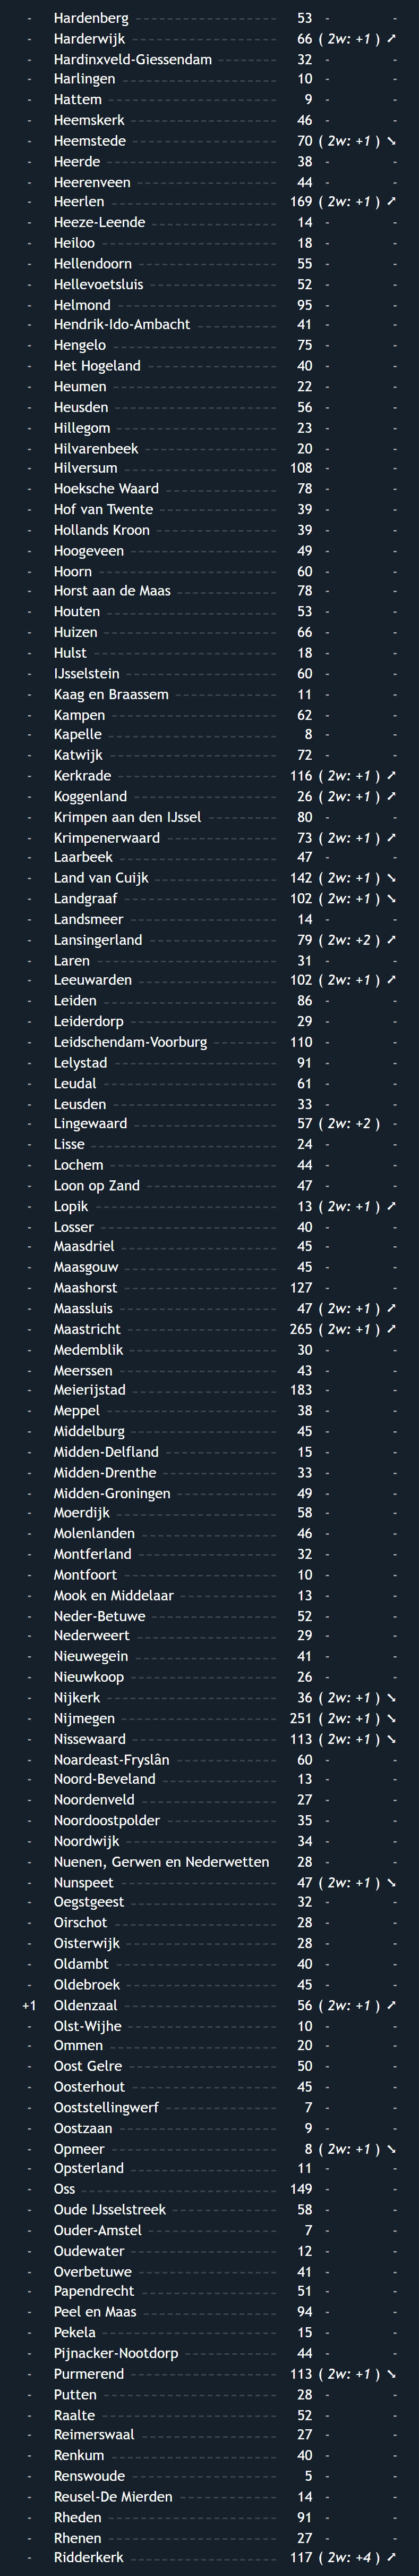 - Hardenberg 53 - -
- Harderwijk 66 ( 2w: +1 ) ➚
- Hardinxveld-Giessendam 32 - -
- Harlingen 10 - -
- Hattem 9 - -
- Heemskerk 46 - -
- Heemstede 70 ( 2w: +1 ) ➘
- Heerde 38 - -
- Heerenveen 44 - -
- Heerlen 169 ( 2w: +1 ) ➚
- Heeze-Leende 14 - -
- Heiloo 18 - -
- Hellendoorn 55 - -
- Hellevoetsluis 52 - -
- Helmond 95 - -
- Hendrik-Ido-Ambacht 41 - -
- Hengelo 75 - -
- Het Hogeland 40 - -
- Heumen 22 - -
- Heusden 56 - -
- Hillegom 23 - -
- Hilvarenbeek 20 - -
- Hilversum 108 - -
- Hoeksche Waard 78 - -
- Hof van Twente 39 - -
- Hollands Kroon 39 - -
- Hoogeveen 49 - -
- Hoorn 60 - -
- Horst aan de Maas 78 - -
- Houten 53 - -
- Huizen 66 - -
- Hulst 18 - -
- IJsselstein 60 - -
- Kaag en Braassem 11 - -
- Kampen 62 - -
- Kapelle 8 - -
- Katwijk 72 - -
- Kerkrade 116 ( 2w: +1 ) ➚
- Koggenland 26 ( 2w: +1 ) ➚
- Krimpen aan den IJssel 80 - -
- Krimpenerwaard 73 ( 2w: +1 ) ➚
- Laarbeek 47 - -
- Land van Cuijk 142 ( 2w: +1 ) ➘
- Landgraaf 102 ( 2w: +1 ) ➘
- Landsmeer 14 - -
- Lansingerland 79 ( 2w: +2 ) ➚
- Laren 31 - -
- Leeuwarden 102 ( 2w: +1 ) ➚
- Leiden 86 - -
- Leiderdorp 29 - -
- Leidschendam-Voorburg 110 - -
- Lelystad 91 - -
- Leudal 61 - -
- Leusden 33 - -
- Lingewaard 57 ( 2w: +2 ) -
- Lisse 24 - -
- Lochem 44 - -
- Loon op Zand 47 - -
- Lopik 13 ( 2w: +1 ) ➚
- Losser 40 - -
- Maasdriel 45 - -
- Maasgouw 45 - -
- Maashorst 127 - -
- Maassluis 47 ( 2w: +1 ) ➚
- Maastricht 265 ( 2w: +1 ) ➚
- Medemblik 30 - -
- Meerssen 43 - -
- Meierijstad 183 - -
- Meppel 38 - -
- Middelburg 45 - -
- Midden-Delfland 15 - -
- Midden-Drenthe 33 - -
- Midden-Groningen 49 - -
- Moerdijk 58 - -
- Molenlanden 46 - -
- Montferland 32 - -
- Montfoort 10 - -
- Mook en Middelaar 13 - -
- Neder-Betuwe 52 - -
- Nederweert 29 - -
- Nieuwegein 41 - -
- Nieuwkoop 26 - -
- Nijkerk 36 ( 2w: +1 ) ➘
- Nijmegen 251 ( 2w: +1 ) ➘
- Nissewaard 113 ( 2w: +1 ) ➘
- Noardeast-Fryslân 60 - -
- Noord-Beveland 13 - -
- Noordenveld 27 - -
- Noordoostpolder 35 - -
- Noordwijk 34 - -
- Nuenen, Gerwen en Nederwetten 28 - -
- Nunspeet 47 ( 2w: +1 ) ➘
- Oegstgeest 32 - -
- Oirschot 28 - -
- Oisterwijk 28 - -
- Oldambt 40 - -
- Oldebroek 45 - -
+1 Oldenzaal 56 ( 2w: +1 ) ➚
- Olst-Wijhe 10 - -
- Ommen 20 - -
- Oost Gelre 50 - -
- Oosterhout 45 - -
- Ooststellingwerf 7 - -
- Oostzaan 9 - -
- Opmeer 8 ( 2w: +1 ) ➘
- Opsterland 11 - -
- Oss 149 - -
- Oude IJsselstreek 58 - -
- Ouder-Amstel 7 - -
- Oudewater 12 - -
- Overbetuwe 41 - -
- Papendrecht 51 - -
- Peel en Maas 94 - -
- Pekela 15 - -
- Pijnacker-Nootdorp 44 - -
- Purmerend 113 ( 2w: +1 ) ➘
- Putten 28 - -
- Raalte 52 - -
- Reimerswaal 27 - -
- Renkum 40 - -
- Renswoude 5 - -
- Reusel-De Mierden 14 - -
- Rheden 91 - -
- Rhenen 27 - -
- Ridderkerk 117 ( 2w: +4 ) ➚